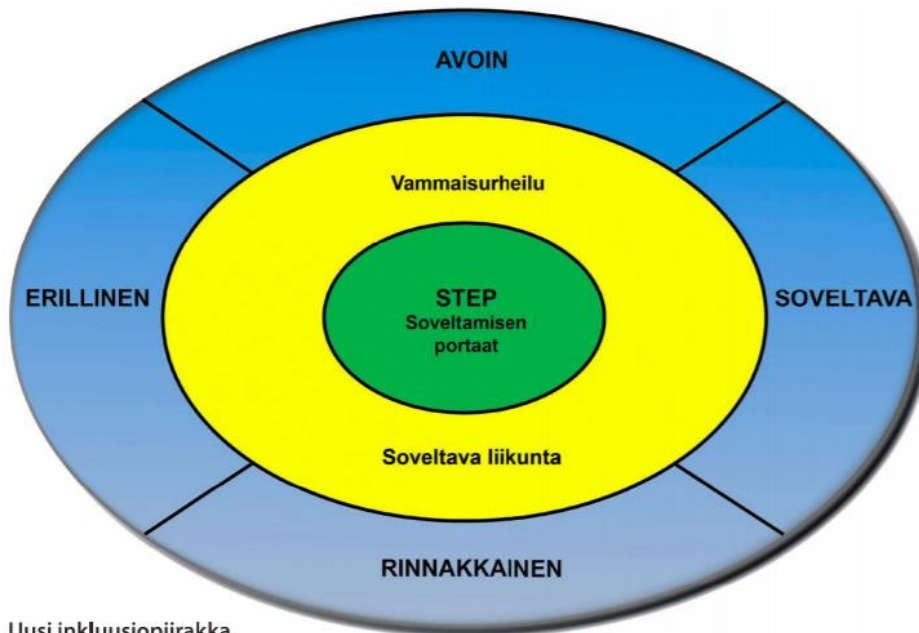 AVOIN
Vammaisurheilu
ERILLINEN
STEP
Soveltamisen
portaat
SOVELTAVA
Soveltava liikunta
RINNAKKAINEN
Uusi inkluusiopiirakka